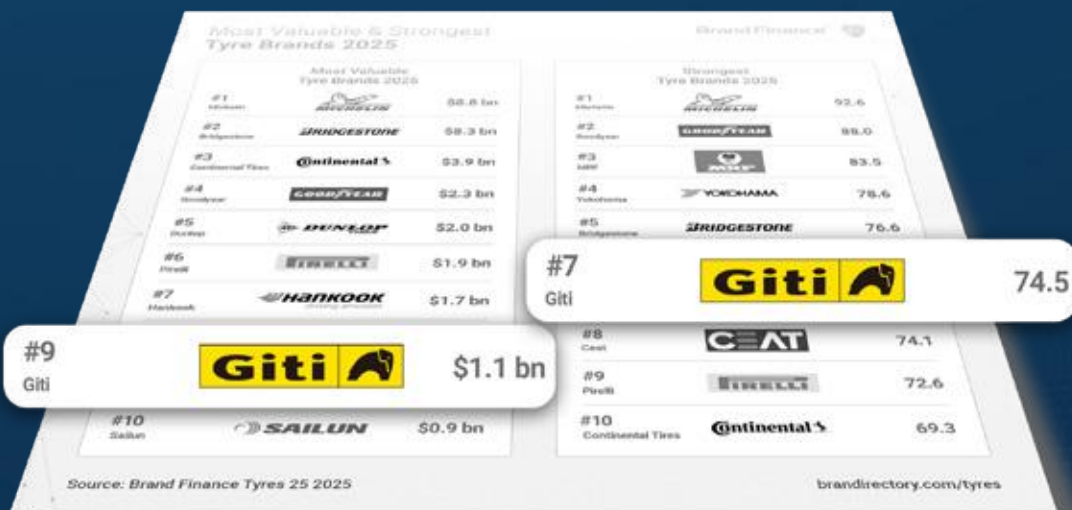 Most Valuable & Strongest
Tyre Brands 2025
Brand Finance
Most Valuable
Tyre Brands 2025
#1
Michelin
MICHELIN
$8.8 bn
#2
Bridgestone
BRIDGESTONE
$8.3 bn
#3
Continental Tires
Continental
$3.9 bn
#4
Goodyear
GOODYEAR
$2.3 bn
#5
Dunlop
DUNLOP
$2.0 bn
#6
Pirelli
PIRELLI
$1.9 bn
#7
Hankook
HANKOOK
$1.7 bn
#9
Giti
Giti
$1.1 bn
#10
Sailun
SAILUN
$0.9 bn
Strongest
Tyre Brands 2025
#1
Michelin
MICHELIN
92.6
#2
Goodyear
GOODYEAR
88.0
#3
MRF
MRF
83.5
#4
Yokohama
YOKOHAMA
78.6
#5
Bridgestone
BRIDGESTONE
76.6
#7
Giti
Giti
74.5
#8
Ceat
CEAT
74.1
#9
Pirelli
PIRELLI
72.6
#10
Continental Tires
Continental
69.3
Source: Brand Finance Tyres 25 2025
brandirectory.com/tyres